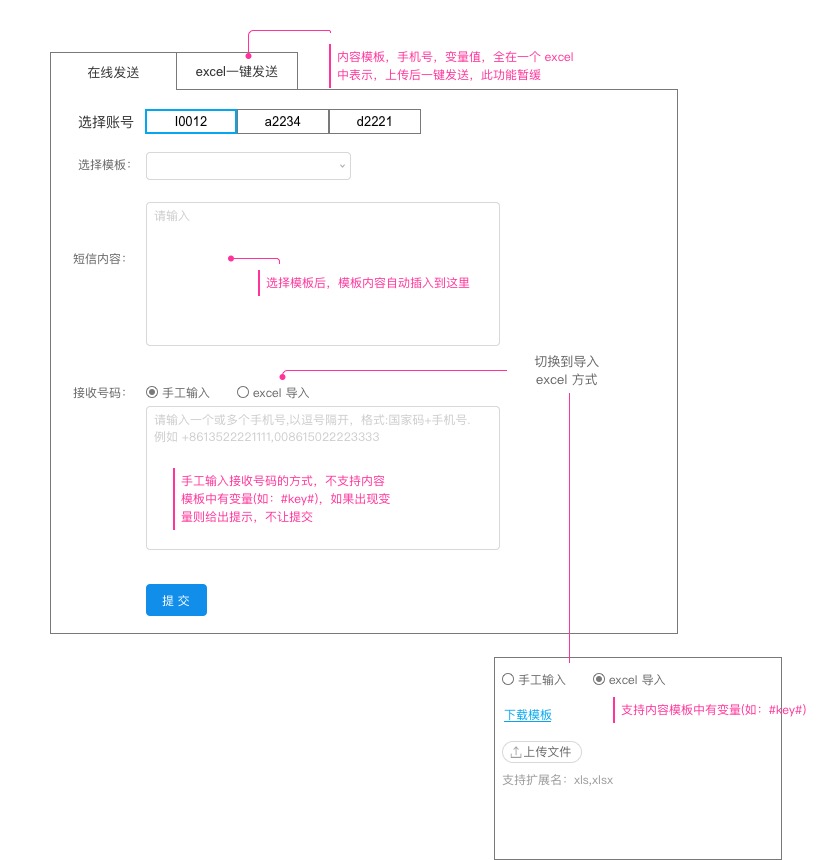 内容模板，手机号，变量值，全在一个 excel
中表示，上传后一键发送，此功能暂缓
在线发送
excel一键发送
选择账号
l0012
a2234
d2221
选择模板：
请输入
短信内容：
选择模板后，模板内容自动插入到这里
切换到导入
excel 方式
接收号码：
手工输入
excel 导入
请输入一个或多个手机号,以逗号隔开，格式:国家码+手机号.
例如 +8613522221111,008615022223333
手工输入接收号码的方式，不支持内容
模板中有变量(如：#key#)，如果出现变
量则给出提示，不让提交
提 交
手工输入
excel 导入
下载模板
支持内容模板中有变量(如：#key#)
上传文件
支持扩展名：xls,xlsx